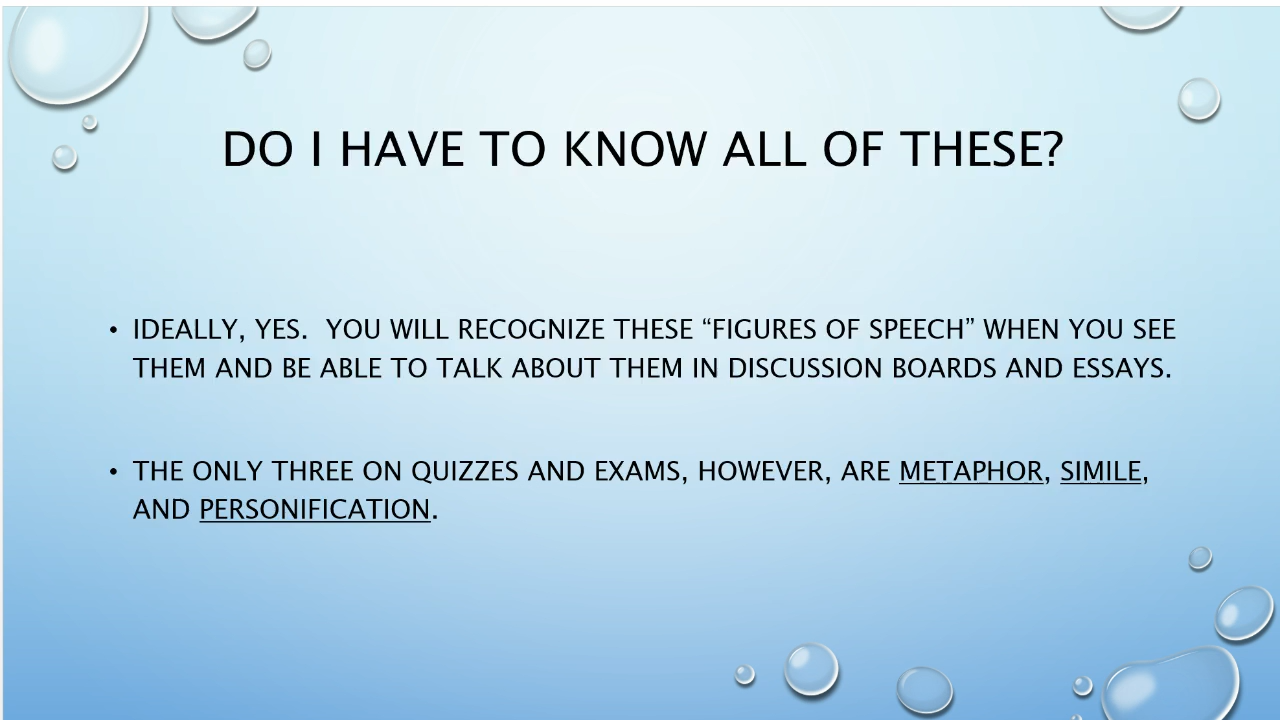 DO I HAVE TO KNOW ALL OF THESE?
• IDEALLY, YES.  YOU WILL RECOGNIZE THESE “FIGURES OF SPEECH” WHEN YOU SEE
THEM AND BE ABLE TO TALK ABOUT THEM IN DISCUSSION BOARDS AND ESSAYS.
• THE ONLY THREE ON QUIZZES AND EXAMS, HOWEVER, ARE METAPHOR, SIMILE,
AND PERSONIFICATION.